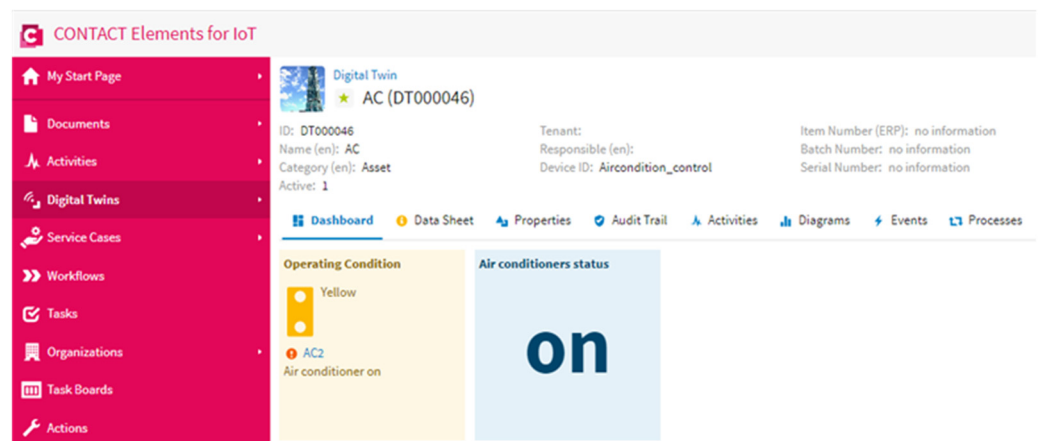 CONTACT Elements for IoT
My Start Page
Documents
Activities
Digital Twins
Service Cases
Workflows
Tasks
Organizations
Task Boards
Actions
Digital Twin
AC (DT000046)
ID: DT000046
Name (en): AC
Category (en): Asset
Active: 1
Tenant:
Responsible (en):
Device ID: Aircondition_control
Item Number (ERP): no information
Batch Number: no information
Serial Number: no information
Dashboard Data Sheet Properties Audit Trail Activities Diagrams Events Processes
Operating Condition
Yellow
AC2
Air conditioner on
Air conditioners status
on